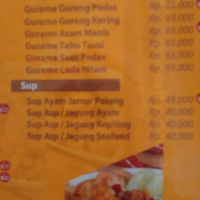 Gurame Goreng Pedas Rp. 65.000
Gurame Goreng Kering Rp. 65.000
Gurame Asam Manis Rp. 65.000
Gurame Tahu Tausi Rp. 65.000
Gurame Saus Pedas Rp. 65.000
Gurame Lada Hitam Rp. 65.000
Sup
Sup Ayam Jamur Polong Rp. 45.000
Sup Asp / Jagung Ayam Rp. 40.000
Sup Asp / Jagung Kepiting Rp. 40.000
Sup Asp / Jagung Seafood Rp. 40.000